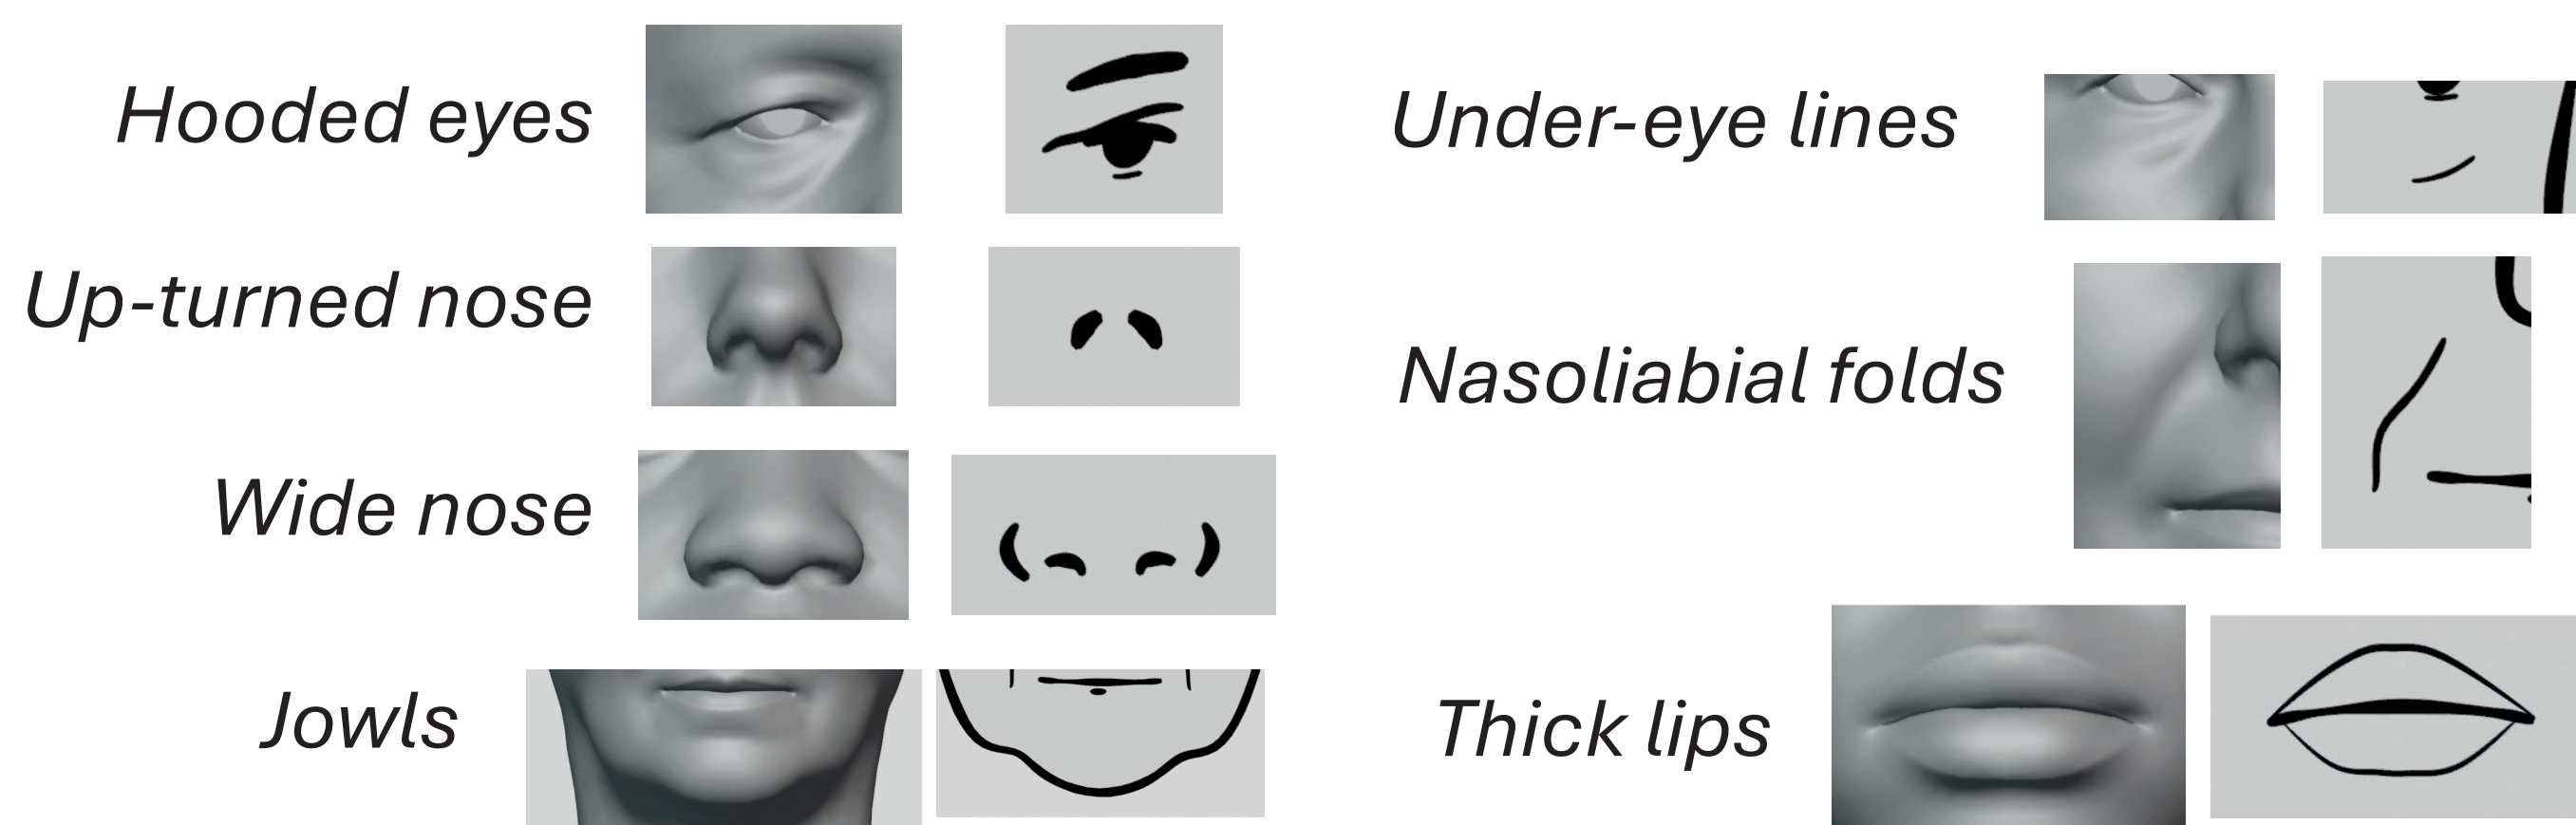 Hooded eyes
Up-turned nose
Wide nose
Jowls
Under-eye lines
Nasoliabial folds
Thick lips